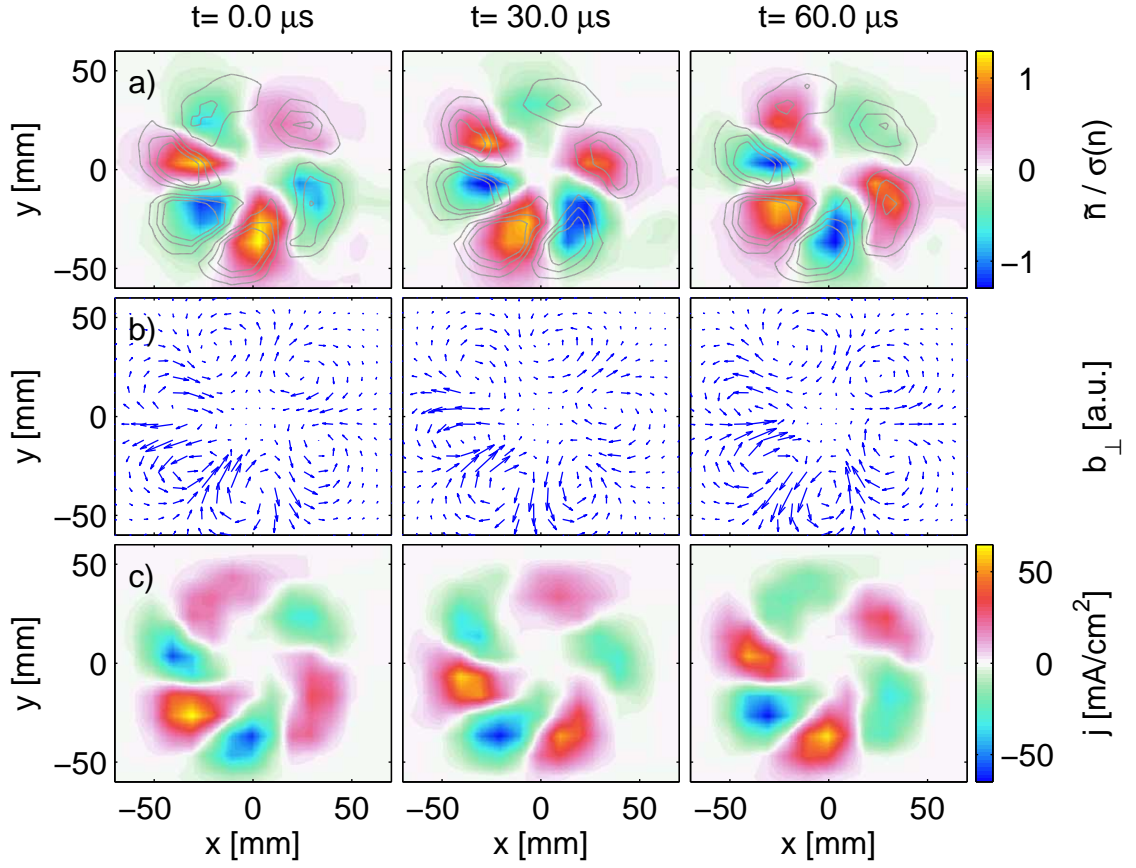 t= 0.0 μs t= 30.0 μs t= 60.0 μs
a)
y [mm]
50
0
−50
1
0
−1
ñ / σ(n)
b)
y [mm]
50
0
−50
b⊥ [a.u.]
c)
y [mm]
50
0
−50
50
0
−50
j [mA/cm²]
−50 0 50 −50 0 50 −50 0 50
x [mm] x [mm] x [mm]